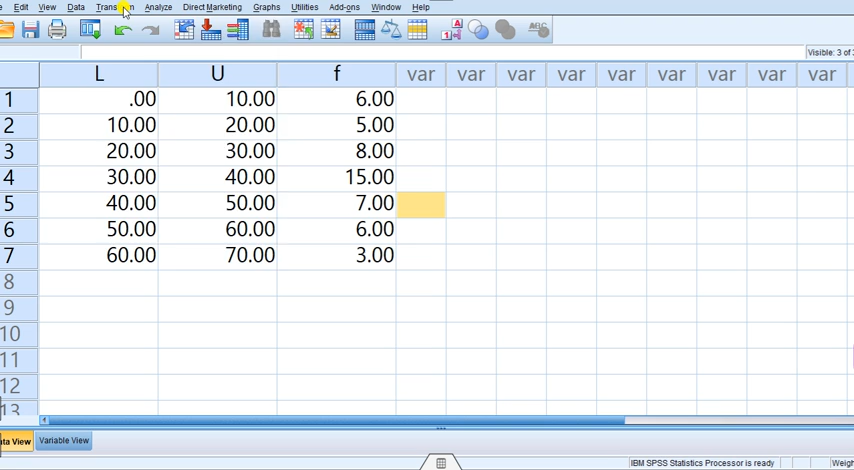 Edit View Data Transform Analyze Direct Marketing Graphs Utilities Add-ons Window Help
Visible: 3 of
L U f var var var var var var var var var
1 .00 10.00 6.00
2 10.00 20.00 5.00
3 20.00 30.00 8.00
4 30.00 40.00 15.00
5 40.00 50.00 7.00
6 50.00 60.00 6.00
7 60.00 70.00 3.00
8
9
10
11
12
13
ata View Variable View
IBM SPSS Statistics Processor is ready Weigh